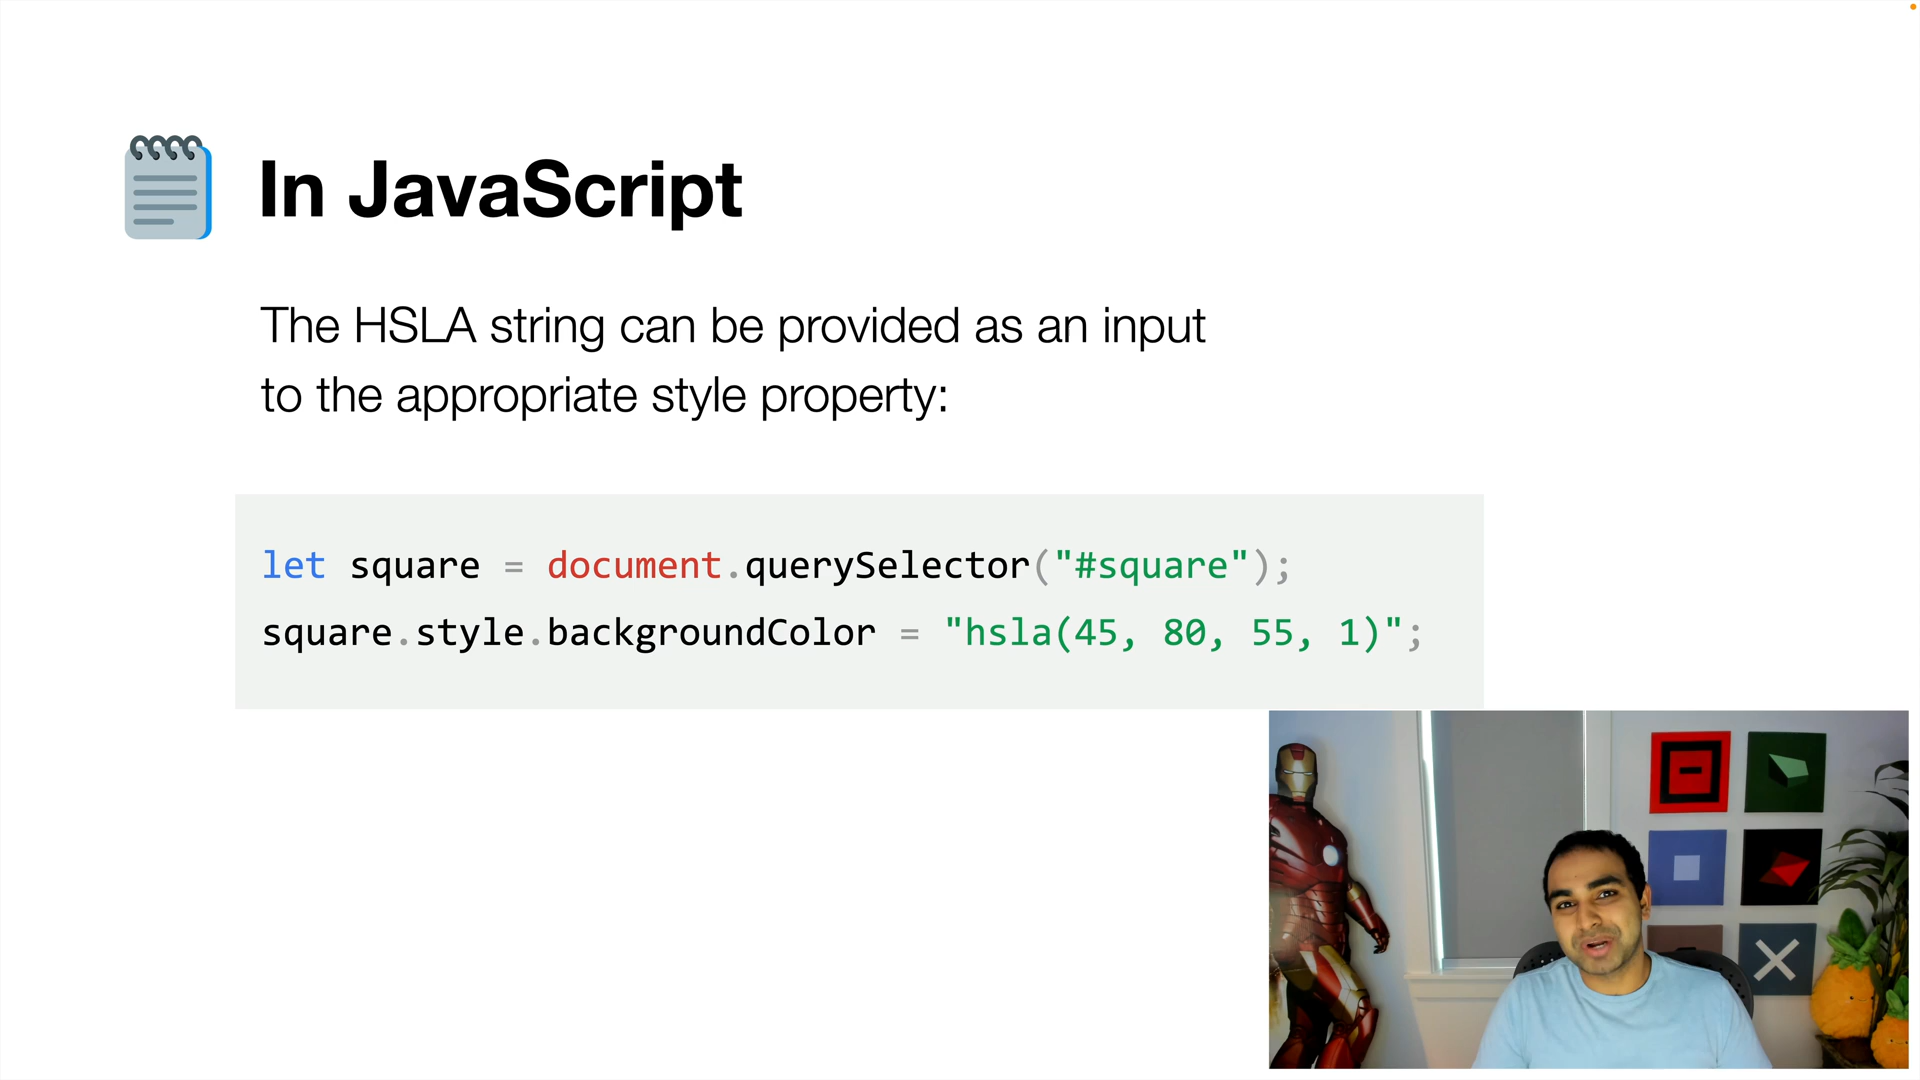 In JavaScript
The HSLA string can be provided as an input
to the appropriate style property:
let square = document.querySelector("#square");
square.style.backgroundColor = "hsla(45, 80, 55, 1)";